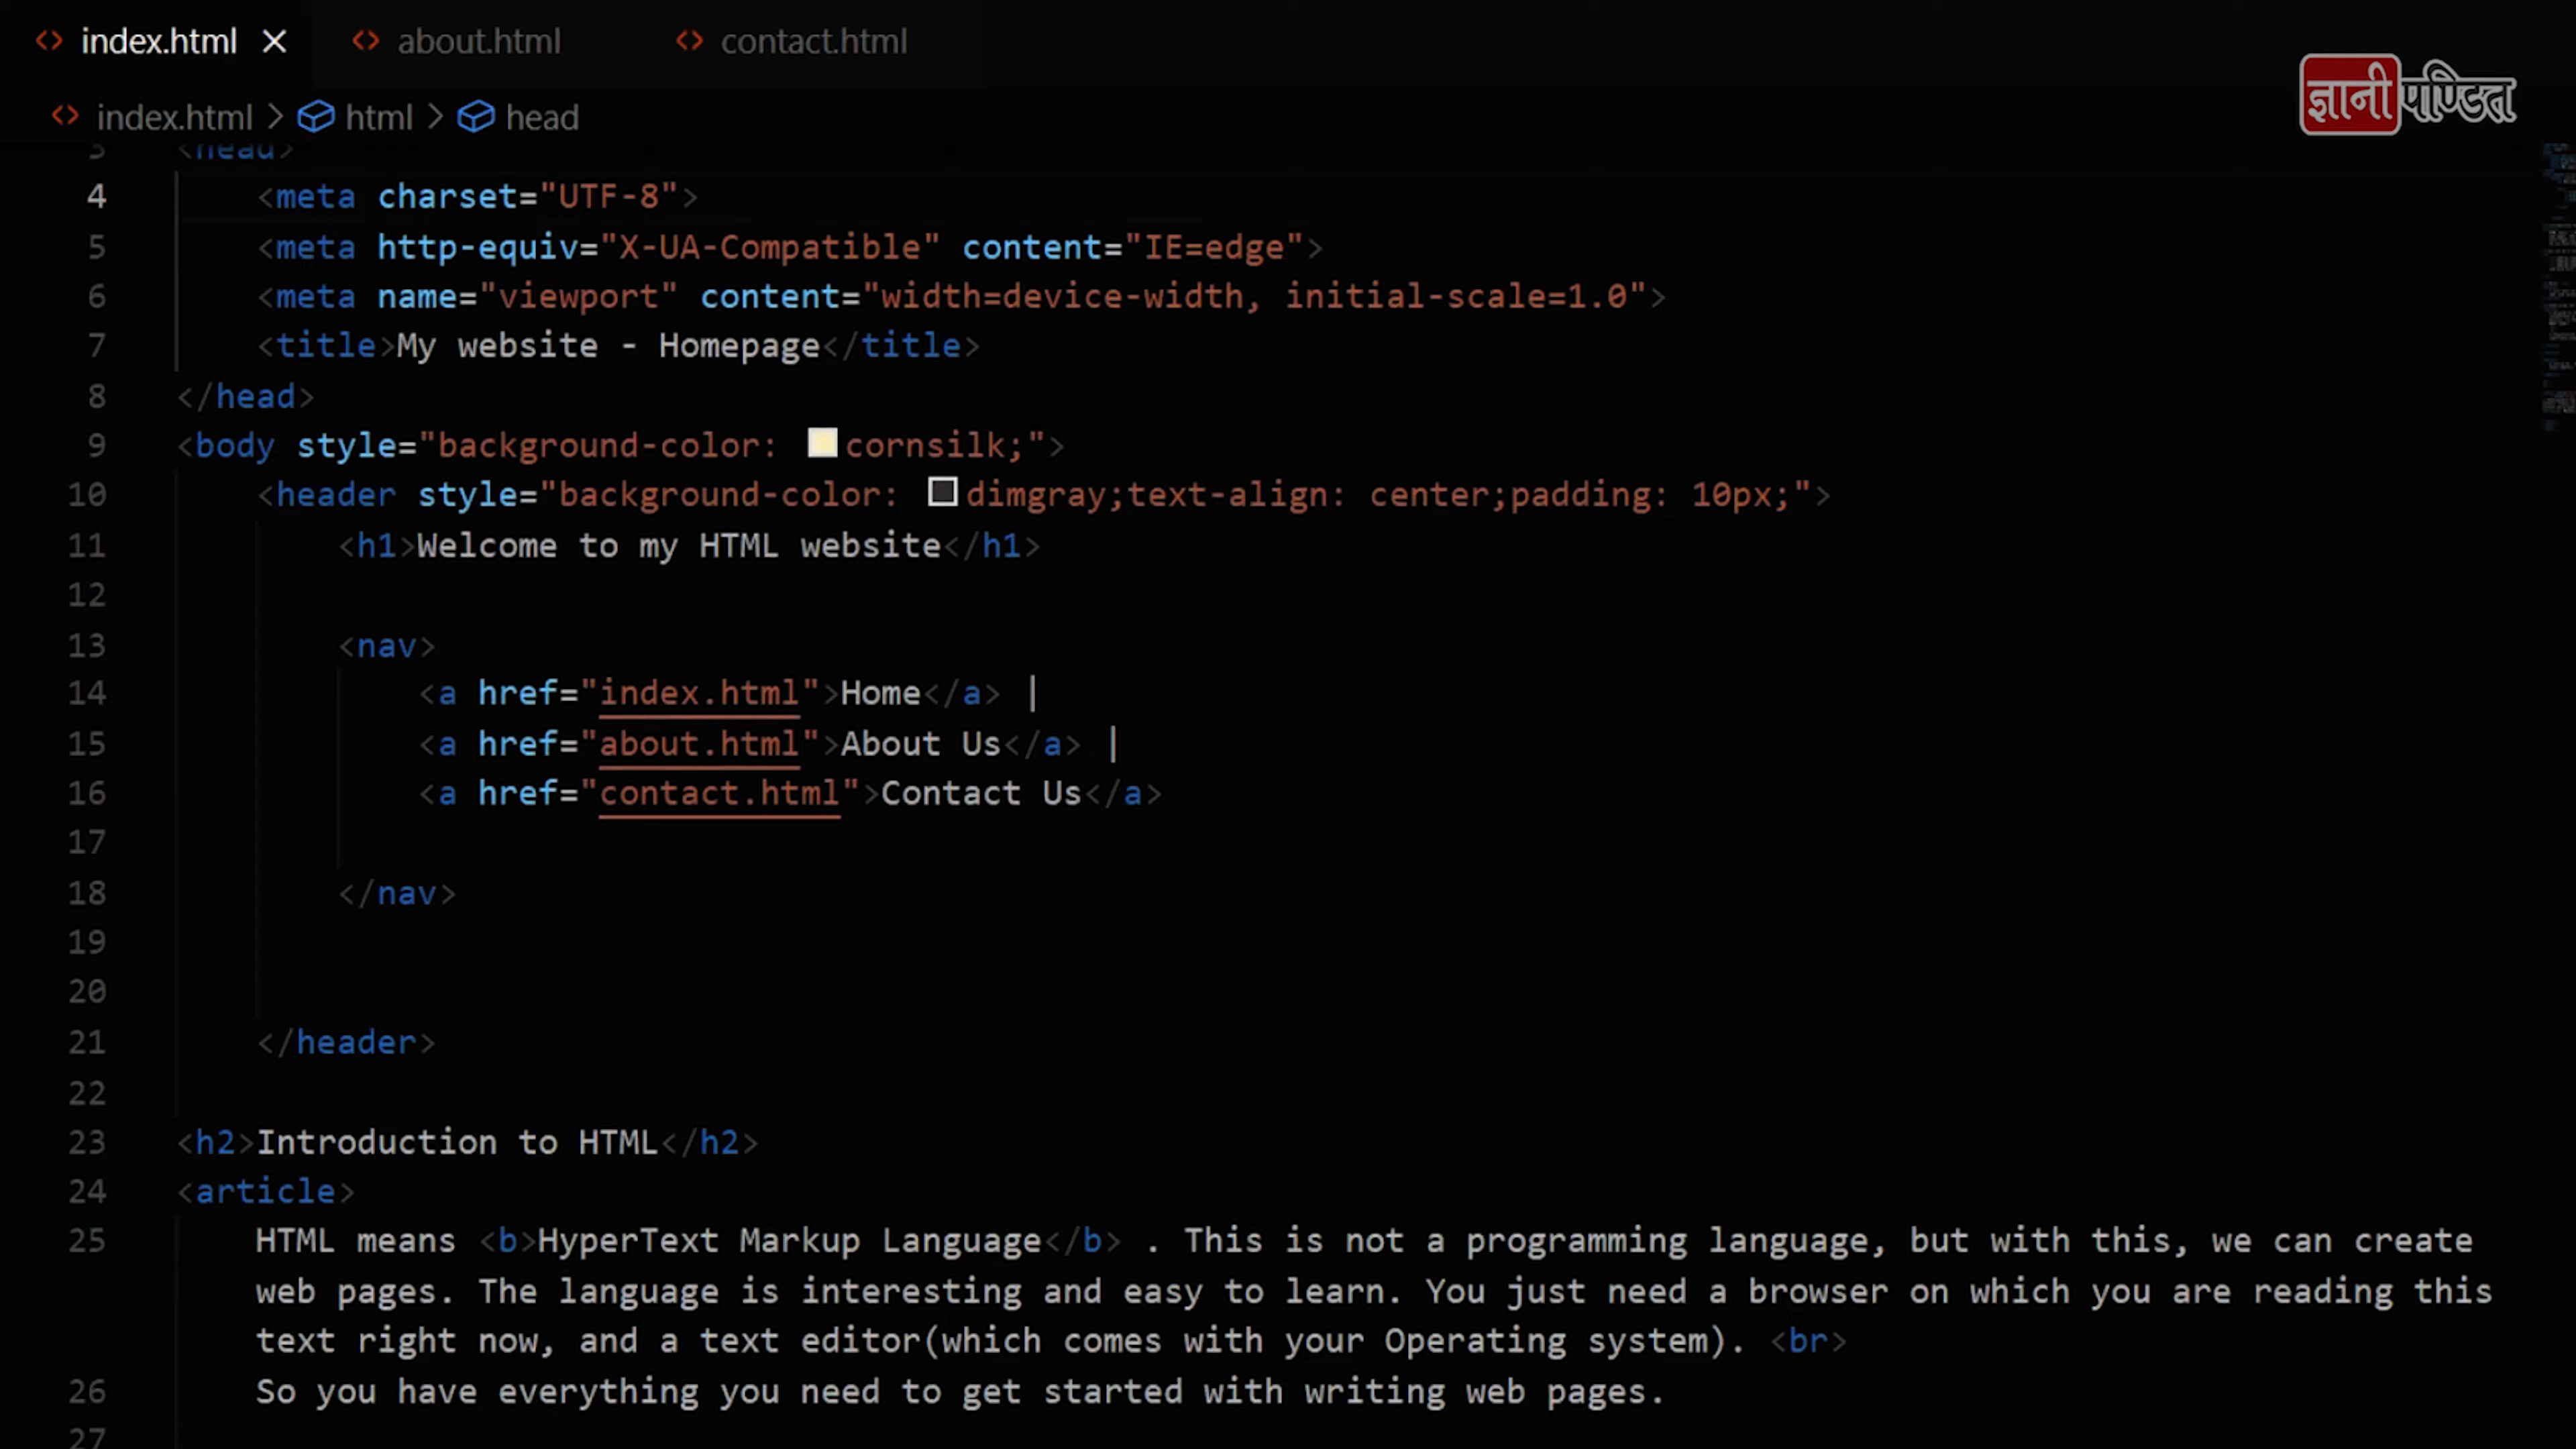 index.html
about.html
contact.html
ज्ञानीपण्डित
index.html > html > head
3 <head>
4 <meta charset="UTF-8">
5 <meta http-equiv="X-UA-Compatible" content="IE=edge">
6 <meta name="viewport" content="width=device-width, initial-scale=1.0">
7 <title>My website - Homepage</title>
8 </head>
9 <body style="background-color: cornsilk;">
10 <header style="background-color: dimgray;text-align: center;padding: 10px;">
11 <h1>Welcome to my HTML website</h1>
12
13 <nav>
14 <a href="index.html">Home</a> |
15 <a href="about.html">About Us</a> |
16 <a href="contact.html">Contact Us</a>
17
18 </nav>
19
20
21 </header>
22
23 <h2>Introduction to HTML</h2>
24 <article>
25 HTML means <b>HyperText Markup Language</b> . This is not a programming language, but with this, we can create
web pages. The language is interesting and easy to learn. You just need a browser on which you are reading this
text right now, and a text editor(which comes with your Operating system). <br>
26 So you have everything you need to get started with writing web pages.
27